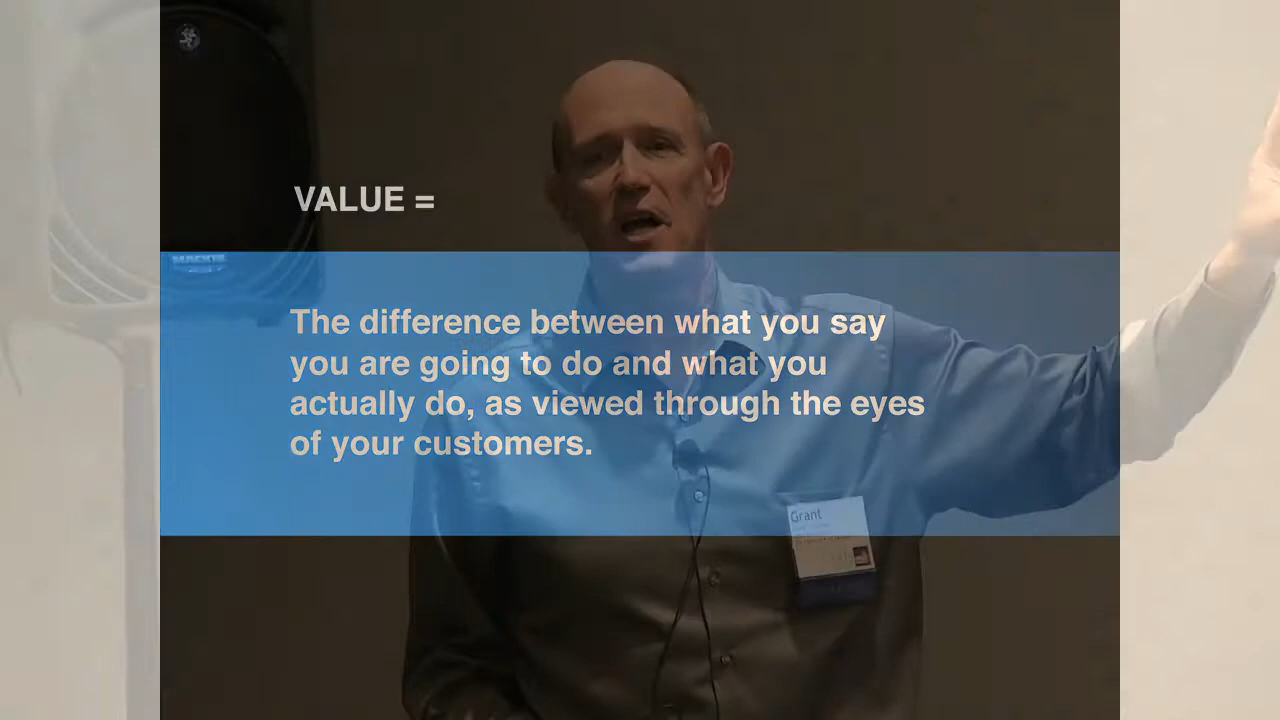 VALUE =
MACKIE
The difference between what you say
you are going to do and what you
actually do, as viewed through the eyes
of your customers.
Grant